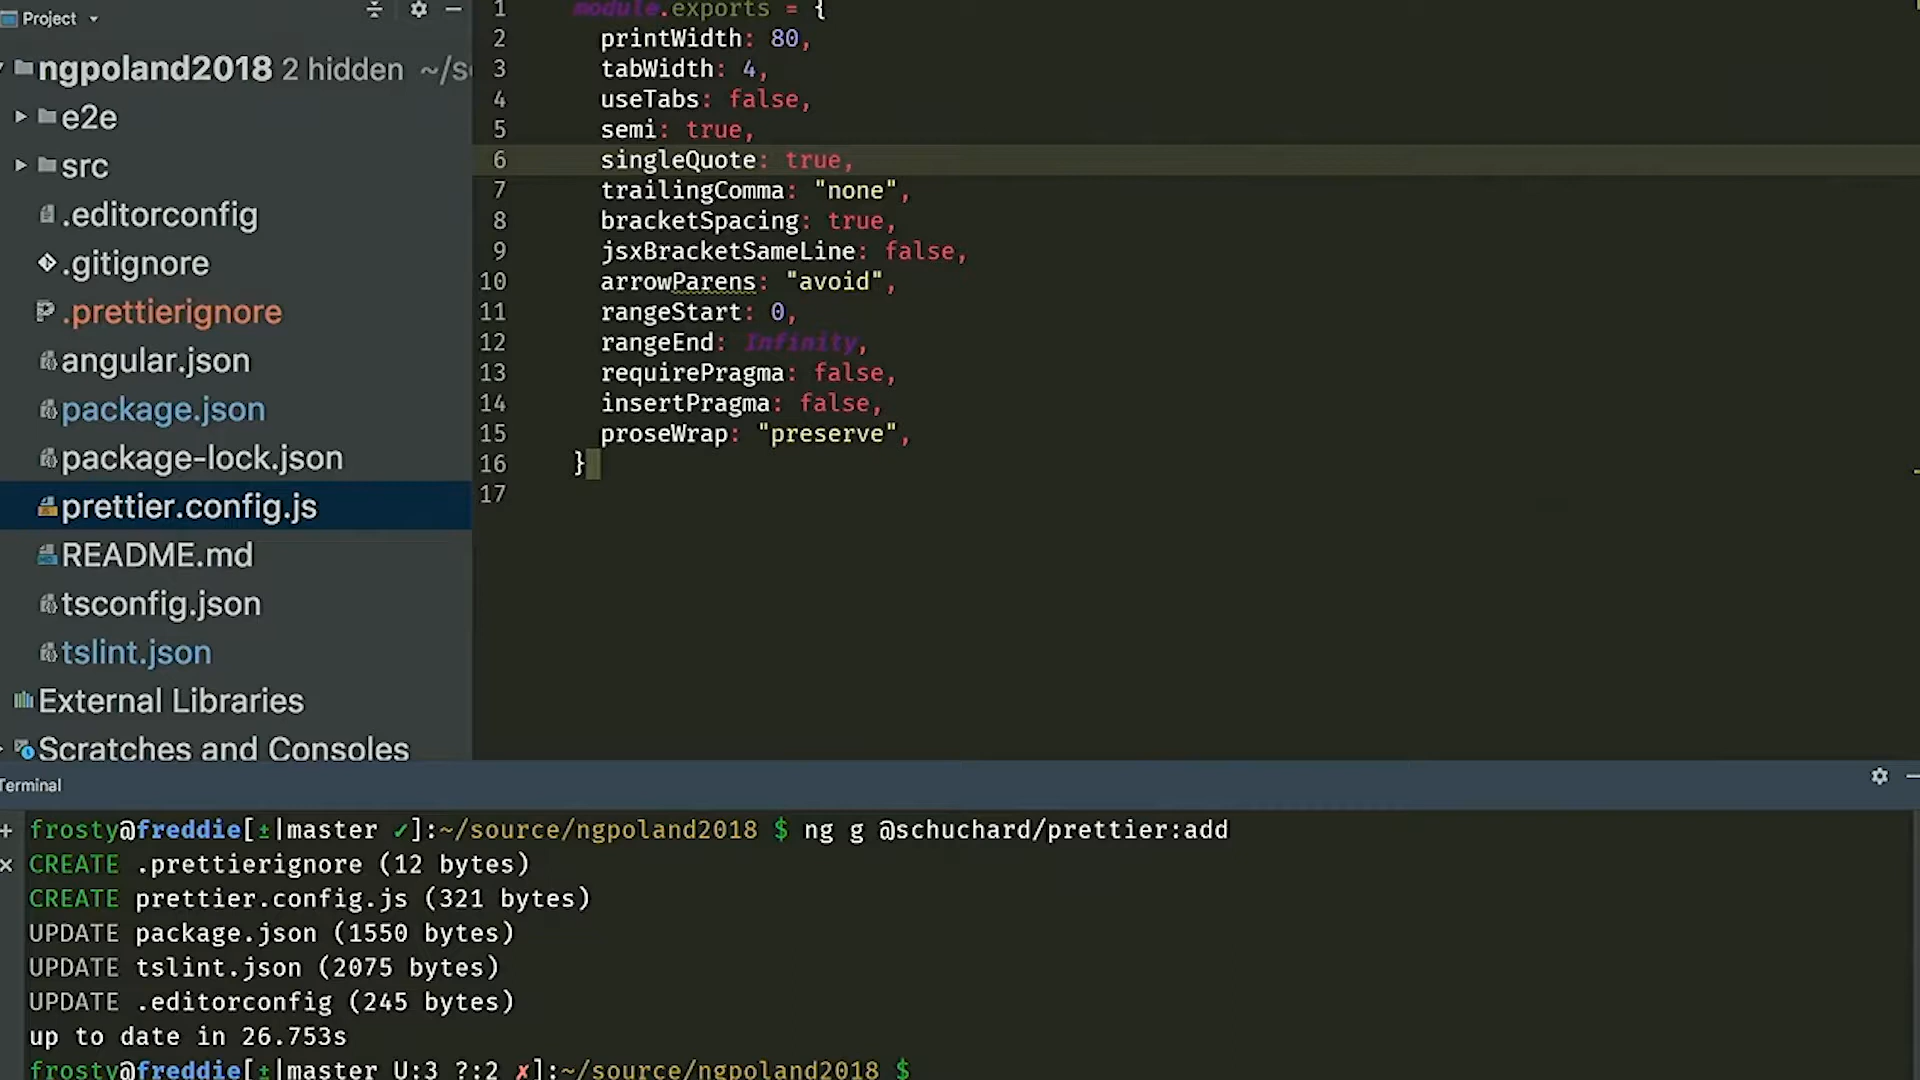 Project
ngpoland2018 2 hidden ~/s
e2e
src
.editorconfig
.gitignore
.prettierignore
angular.json
package.json
package-lock.json
prettier.config.js
README.md
tsconfig.json
tslint.json
External Libraries
Scratches and Consoles
1 module.exports = {
2 printWidth: 80,
3 tabWidth: 4,
4 useTabs: false,
5 semi: true,
6 singleQuote: true,
7 trailingComma: "none",
8 bracketSpacing: true,
9 jsxBracketSameLine: false,
10 arrowParens: "avoid",
11 rangeStart: 0,
12 rangeEnd: Infinity,
13 requirePragma: false,
14 insertPragma: false,
15 proseWrap: "preserve",
16 }
17
Terminal
frosty@freddie[±|master ✓]:~/source/ngpoland2018 $ ng g @schuchard/prettier:add
CREATE .prettierignore (12 bytes)
CREATE prettier.config.js (321 bytes)
UPDATE package.json (1550 bytes)
UPDATE tslint.json (2075 bytes)
UPDATE .editorconfig (245 bytes)
up to date in 26.753s
frosty@freddie[±|master U:3 ?:2 ✗]:~/source/ngpoland2018 $